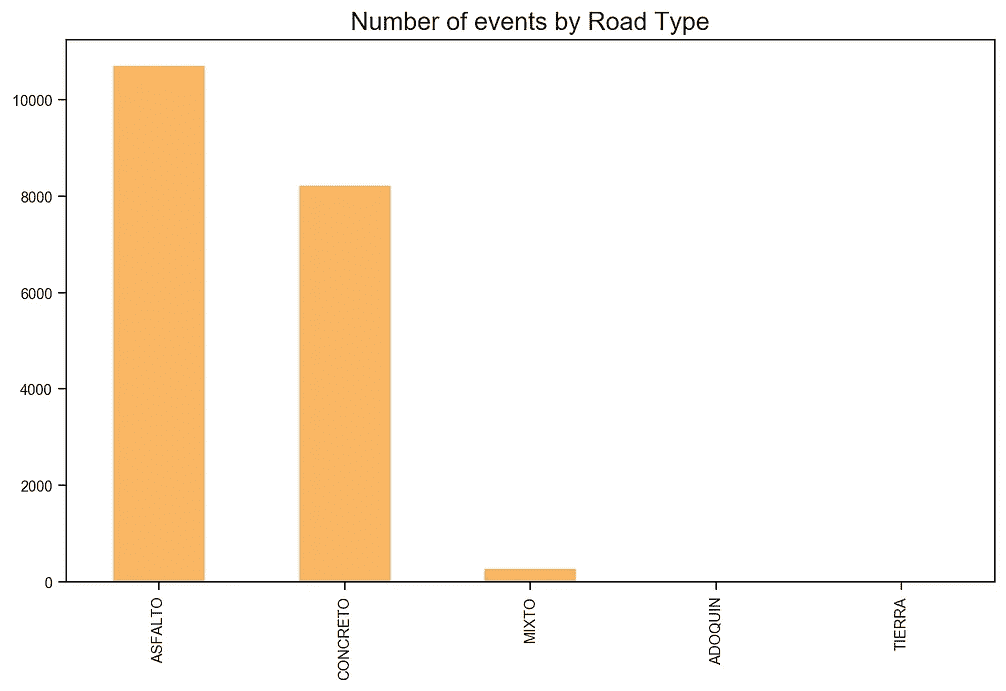 Number of events by Road Type
10000
8000
6000
4000
2000
0
ASFALTO
CONCRETO
MIXTO
ADOQUIN
TIERRA